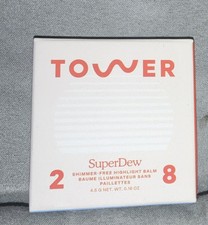 TOWER
SuperDew
SHIMMER-FREE HIGHLIGHT BALM
BAUME ILLUMINATEUR SANS
PAILLETTES
2 8